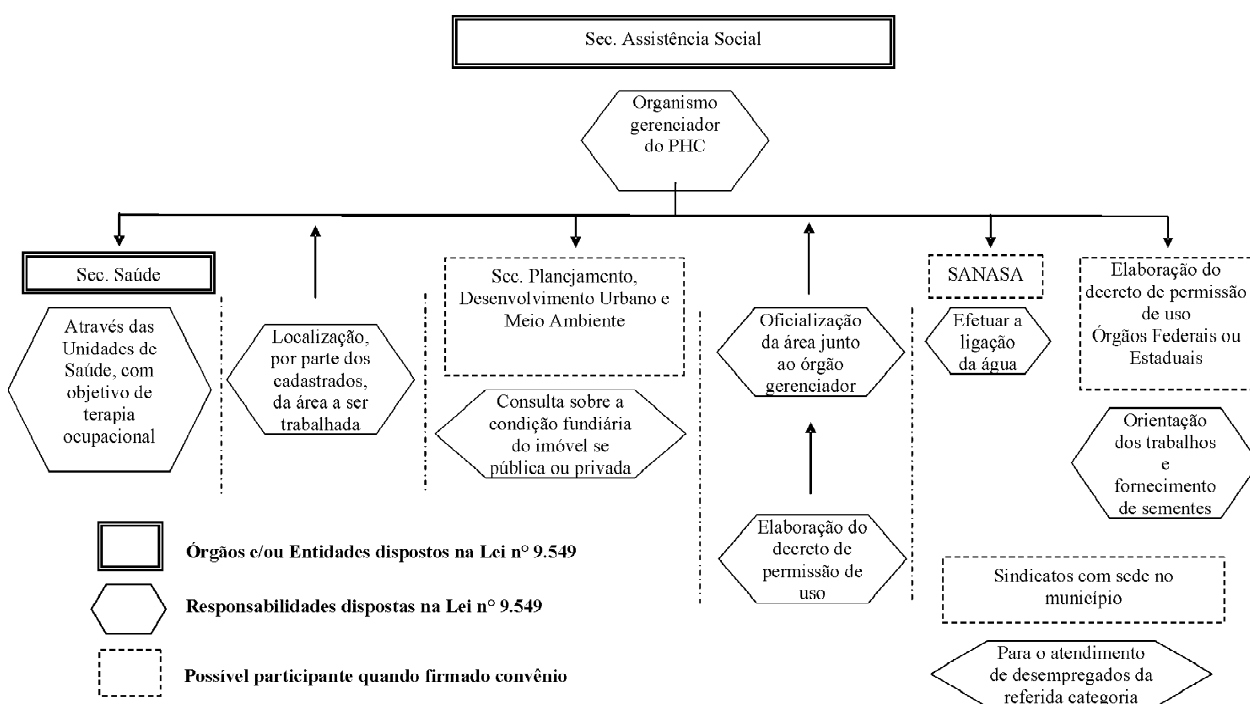 Sec. Assistência Social
Organismo
gerenciador
do PHC
Sec. Saúde
Através das
Unidades de
Saúde, com
objetivo de
terapia
ocupacional
Localização,
por parte dos
cadastrados,
da área a ser
trabalhada
Sec. Planejamento,
Desenvolvimento Urbano e
Meio Ambiente
Consulta sobre a
condição fundiária
do imóvel se
pública ou privada
Oficialização
da área junto
ao órgão
gerenciador
Elaboração do
decreto de
permissão de
uso
SANASA
Efetuar a
ligação
da água
Elaboração do
decreto de permissão
de uso
Órgãos Federais ou
Estaduais
Orientação
dos trabalhos
e
fornecimento
de sementes
Sindicatos com sede no
município
Para o atendimento
de desempregados da
referida categoria
Órgãos e/ou Entidades dispostos na Lei n° 9.549
Responsabilidades dispostas na Lei n° 9.549
Possível participante quando firmado convênio